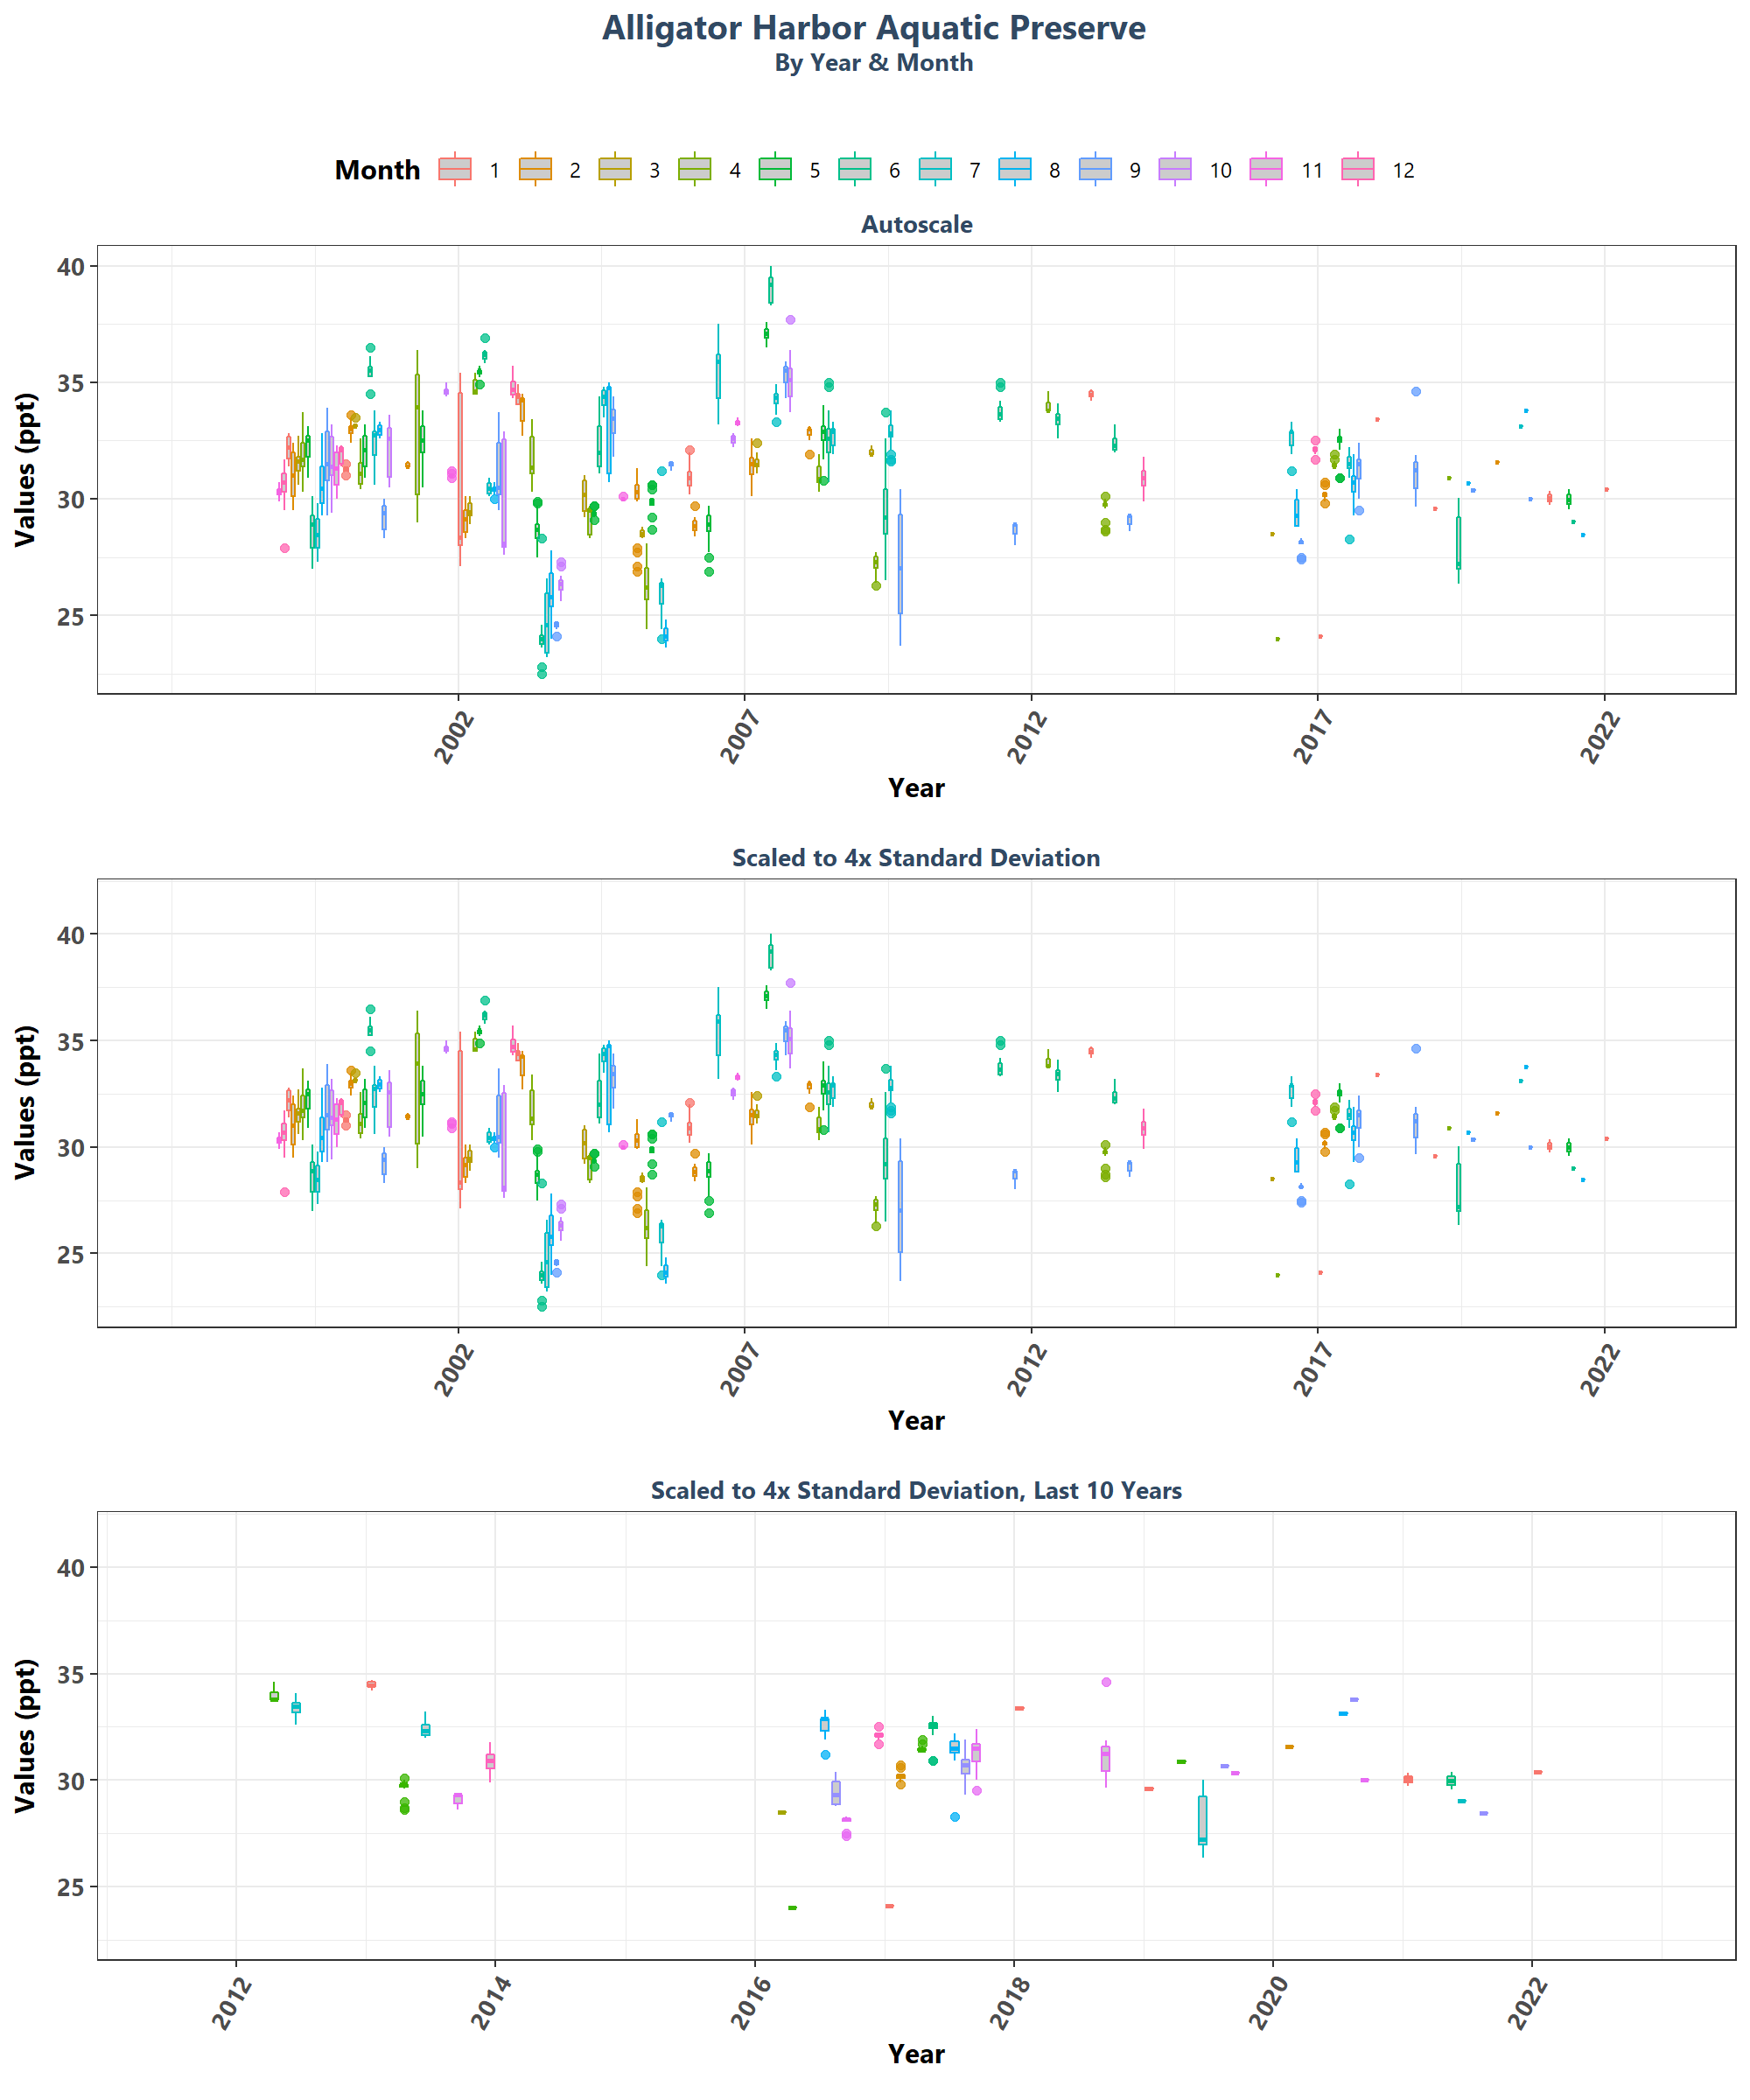 Alligator Harbor Aquatic Preserve
By Year & Month
Month 1 2 3 4 5 6 7 8 9 10 11 12
Autoscale
40
35
30
25
Values (ppt)
2002 2007 2012 2017 2022
Year
Scaled to 4x Standard Deviation
40
35
30
25
Values (ppt)
2002 2007 2012 2017 2022
Year
Scaled to 4x Standard Deviation, Last 10 Years
40
35
30
25
Values (ppt)
2012 2014 2016 2018 2020 2022
Year